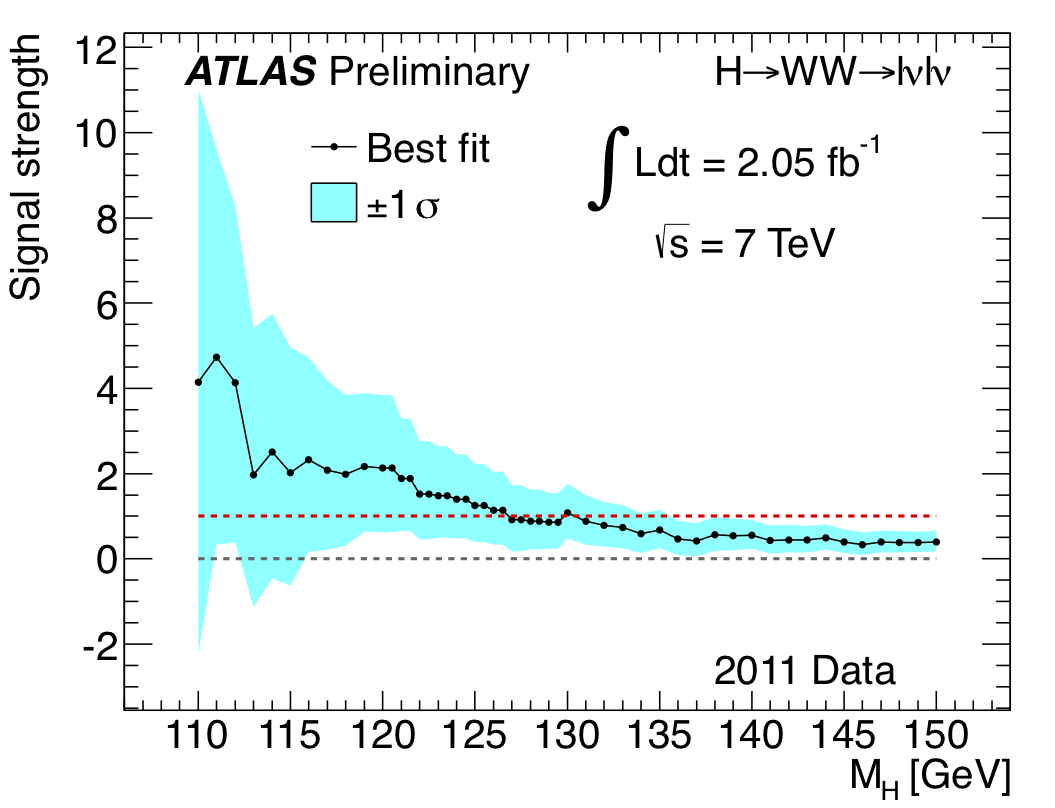 Signal strength
12
10
8
6
4
2
0
-2
ATLAS Preliminary
H→WW→lνlν
Best fit
±1 σ
∫ Ldt = 2.05 fb⁻¹
√s = 7 TeV
2011 Data
110 115 120 125 130 135 140 145 150
M_H [GeV]